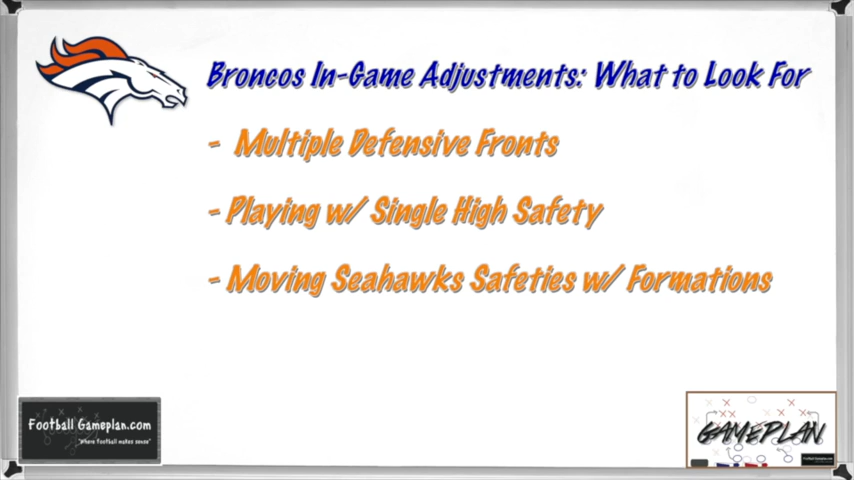 Broncos In-Game Adjustments: What to Look For
- Multiple Defensive Fronts
- Playing w/ Single High Safety
- Moving Seahawks Safeties w/ Formations
Football Gameplan.com
"Where football makes sense"
GAMEPLAN